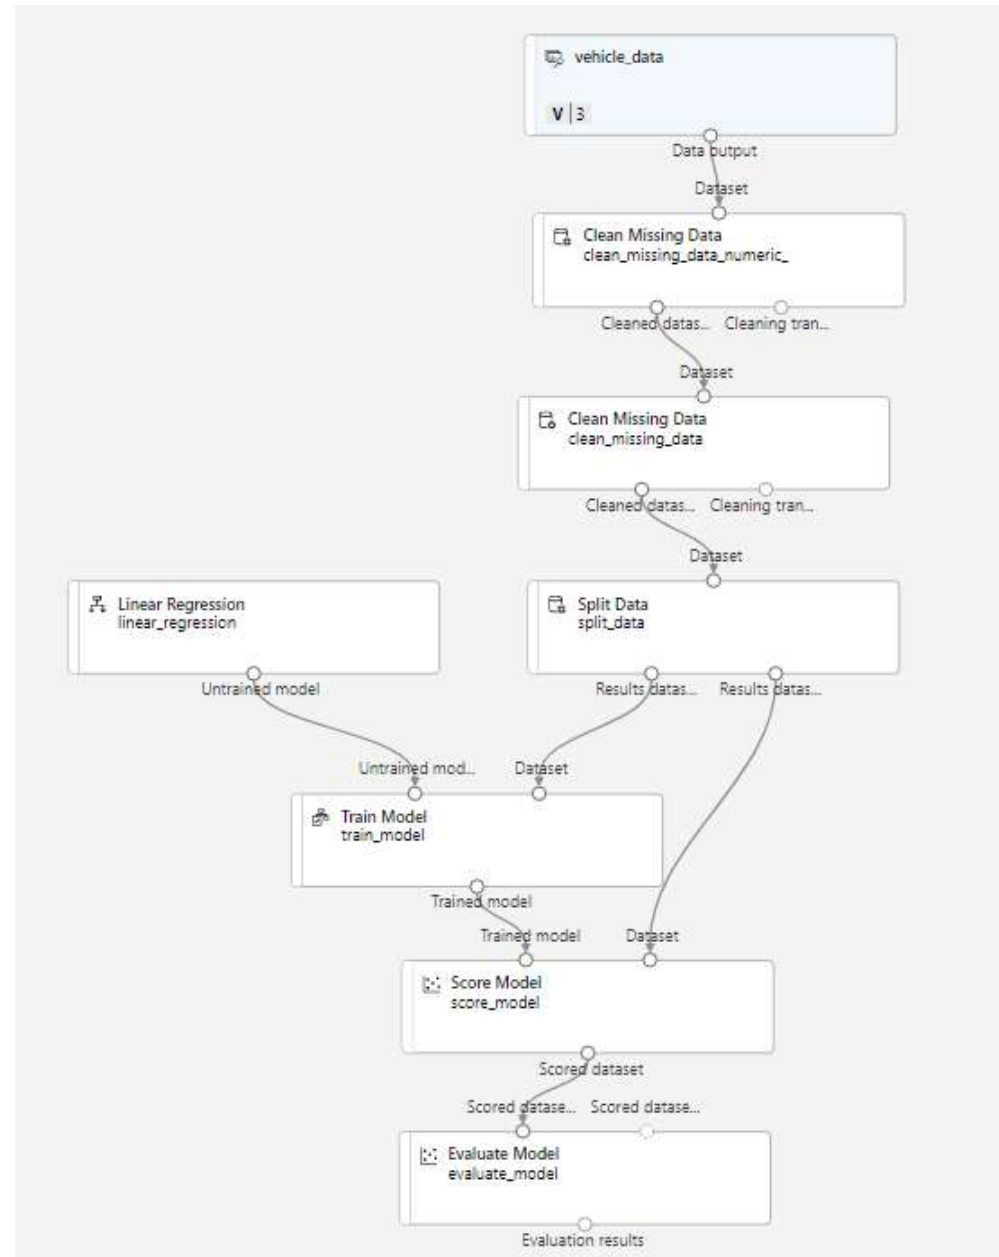 vehicle_data
V | 3
Data output
Dataset
Clean Missing Data
clean_missing_data_numeric_
Cleaned datas... Cleaning tran...
Dataset
Clean Missing Data
clean_missing_data
Cleaned datas... Cleaning tran...
Dataset
Linear Regression
linear_regression
Untrained model
Split Data
split_data
Results datas... Results datas...
Untrained mod... Dataset
Train Model
train_model
Trained model
Trained model Dataset
Score Model
score_model
Scored dataset
Scored datase... Scored datase...
Evaluate Model
evaluate_model
Evaluation results